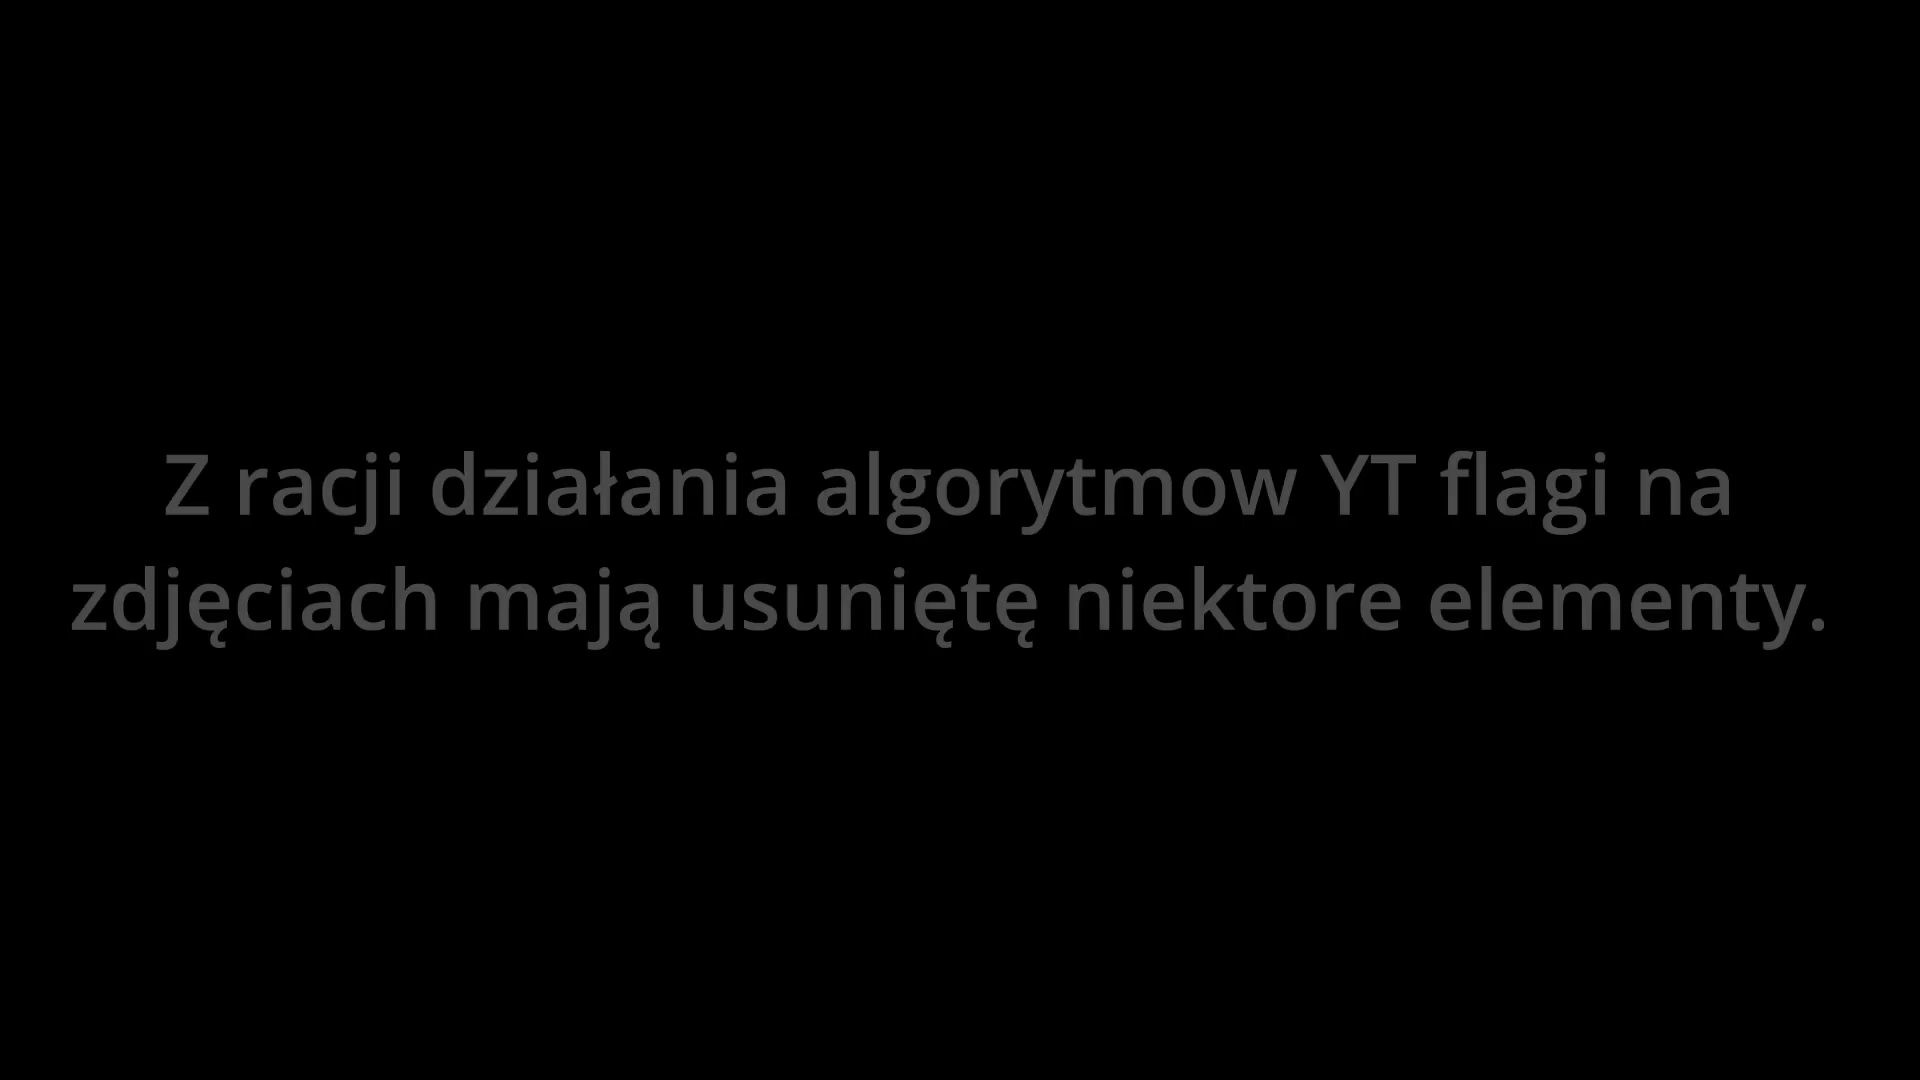 Z racji działania algorytmow YT flagi na
zdjęciach mają usuniętę niektore elementy.